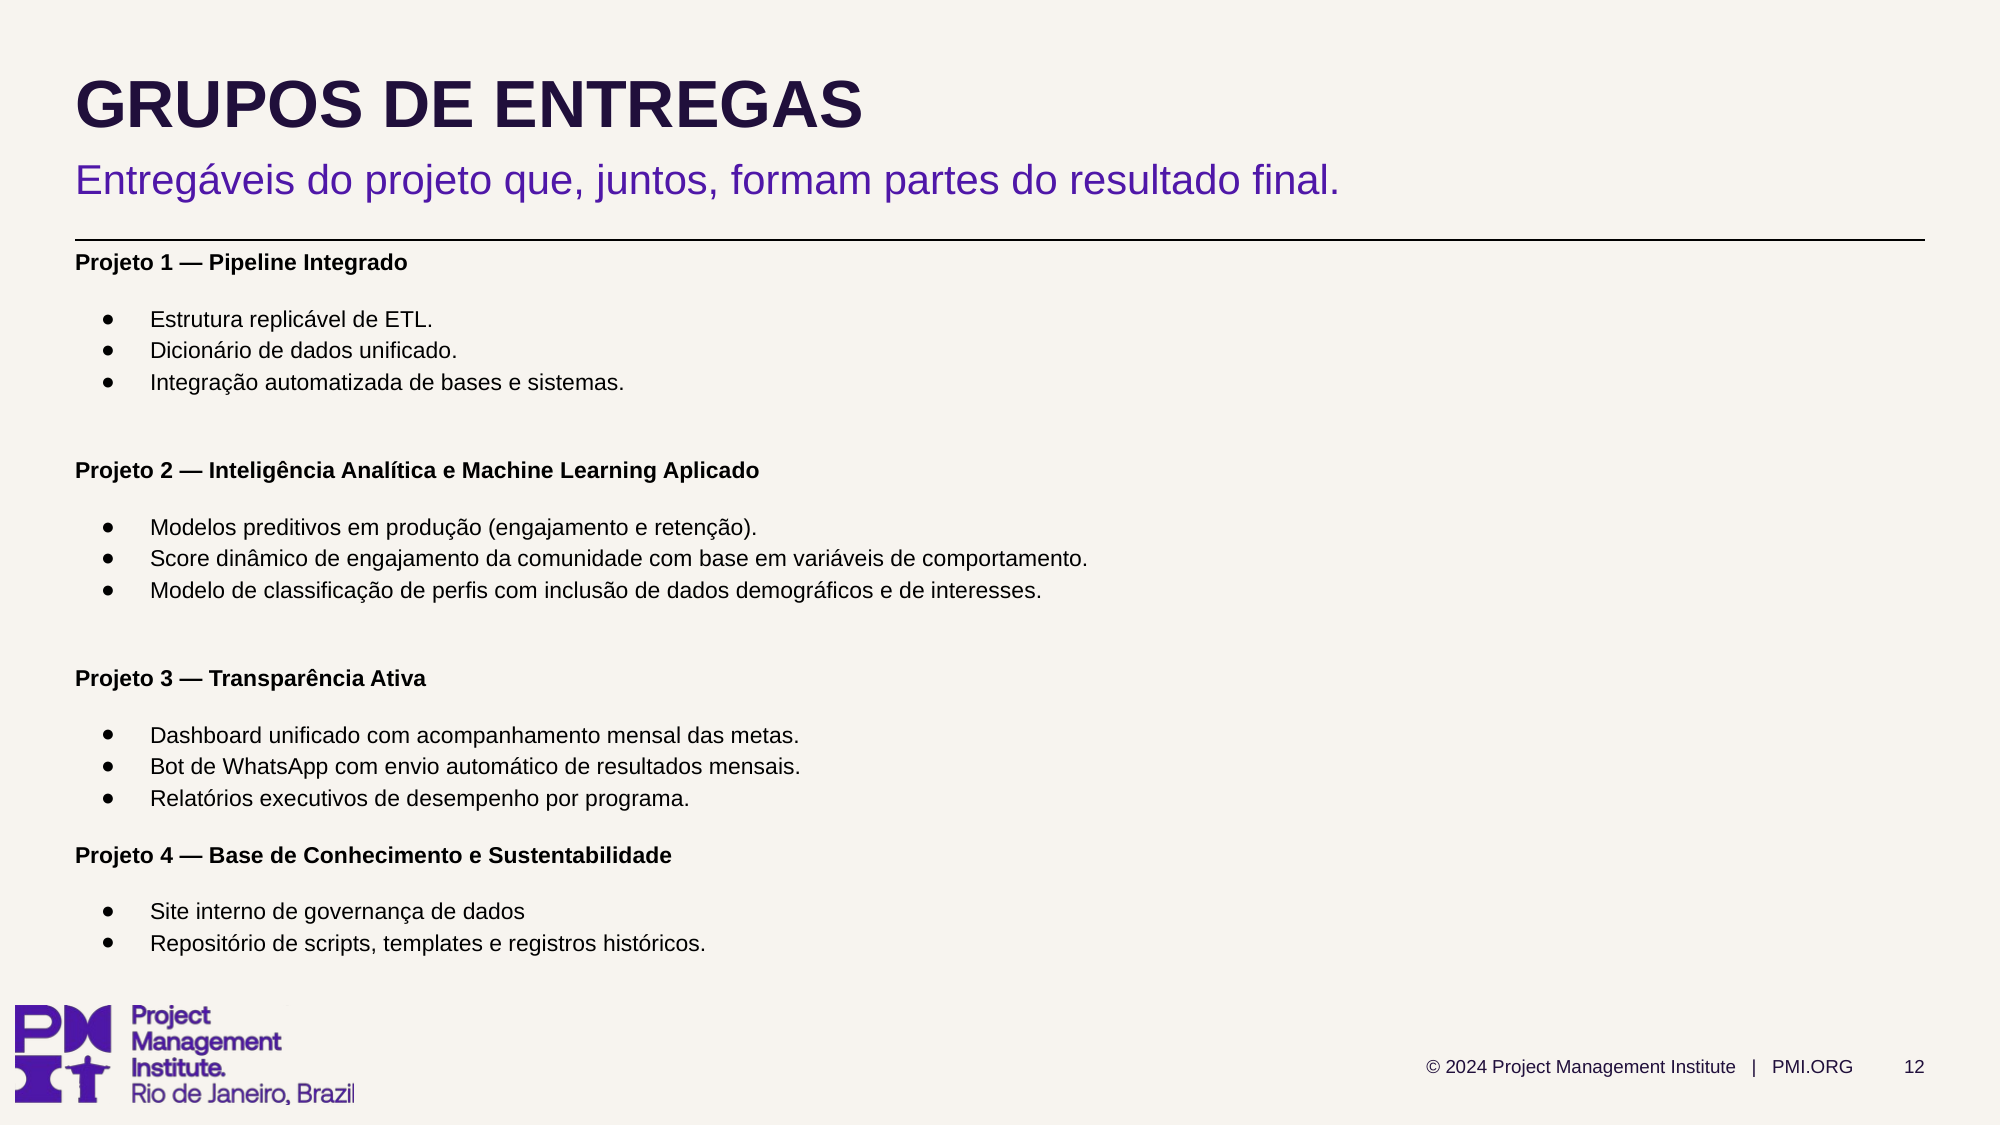 GRUPOS DE ENTREGAS
Entregáveis do projeto que, juntos, formam partes do resultado final.
Projeto 1 — Pipeline Integrado
● Estrutura replicável de ETL.
● Dicionário de dados unificado.
● Integração automatizada de bases e sistemas.
Projeto 2 — Inteligência Analítica e Machine Learning Aplicado
● Modelos preditivos em produção (engajamento e retenção).
● Score dinâmico de engajamento da comunidade com base em variáveis de comportamento.
● Modelo de classificação de perfis com inclusão de dados demográficos e de interesses.
Projeto 3 — Transparência Ativa
● Dashboard unificado com acompanhamento mensal das metas.
● Bot de WhatsApp com envio automático de resultados mensais.
● Relatórios executivos de desempenho por programa.
Projeto 4 — Base de Conhecimento e Sustentabilidade
● Site interno de governança de dados
● Repositório de scripts, templates e registros históricos.
Project
Management
Institute.
Rio de Janeiro, Brazil
© 2024 Project Management Institute | PMI.ORG 12